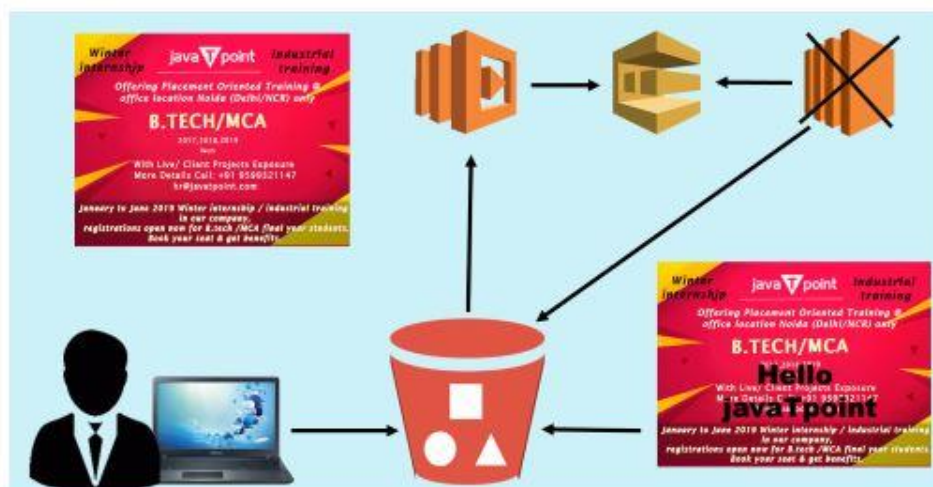 Winter internship
java T point
Industrial training
Offering Placement Oriented Training @
office location Noida (Delhi/NCR) only
B.TECH/MCA
2017,2018,2019
With Live/ Client Projects Exposure
More Details Call: +91 9599321147
hr@javatpoint.com
January to June 2019 Winter internship / industrial training
in our company,
registrations open now for B.tech /MCA final year students.
Book your seat & get benefits.
Winter internship
java T point
Industrial training
Offering Placement Oriented Training @
office location Noida (Delhi/NCR) only
B.TECH/MCA
Hello
With Live/ Client Projects Exposure
javaTpoint
January to June 2019 Winter internship / industrial training
in our company,
registrations open now for B.tech /MCA final year students.
Book your seat & get benefits.